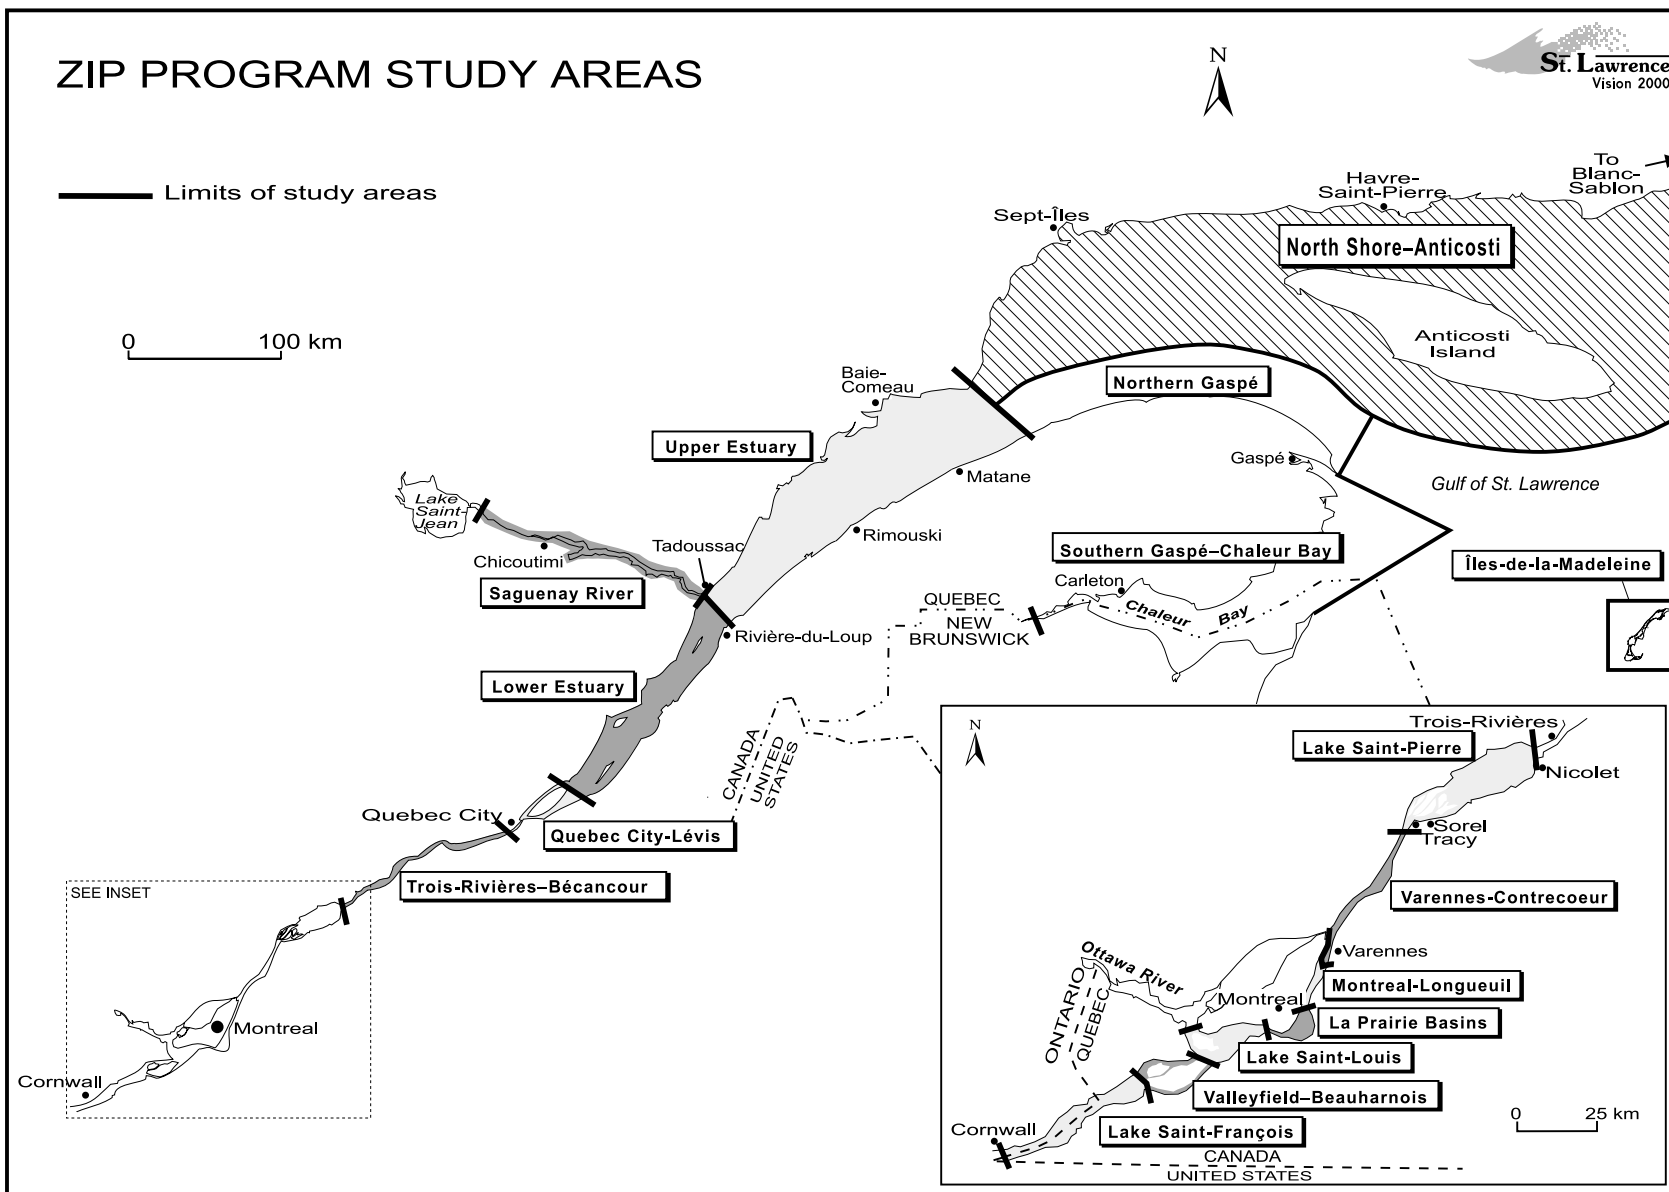 ZIP PROGRAM STUDY AREAS
N
St. Lawrence
Vision 2000
Limits of study areas
To
Blanc-
Sablon
Havre-
Saint-Pierre
Sept-Îles
North Shore–Anticosti
0 100 km
Anticosti
Island
Baie-
Comeau
Northern Gaspé
Upper Estuary
Gaspé
Matane
Gulf of St. Lawrence
Lake
Saint-
Jean
Rimouski
Tadoussac
Chicoutimi
Southern Gaspé–Chaleur Bay
Îles-de-la-Madeleine
Carleton
Saguenay River
QUEBEC
NEW
BRUNSWICK
Chaleur Bay
Rivière-du-Loup
Lower Estuary
CANADA
UNITED
STATES
Quebec City
Quebec City-Lévis
Trois-Rivières–Bécancour
SEE INSET
Montreal
Cornwall
N
Trois-Rivières
Lake Saint-Pierre
Nicolet
Sorel
Tracy
Varennes-Contrecoeur
Varennes
Ottawa River
Montreal-Longueuil
ONTARIO
QUEBEC
Montreal
La Prairie Basins
Lake Saint-Louis
Valleyfield–Beauharnois
0 25 km
Lake Saint-François
Cornwall
CANADA
UNITED STATES